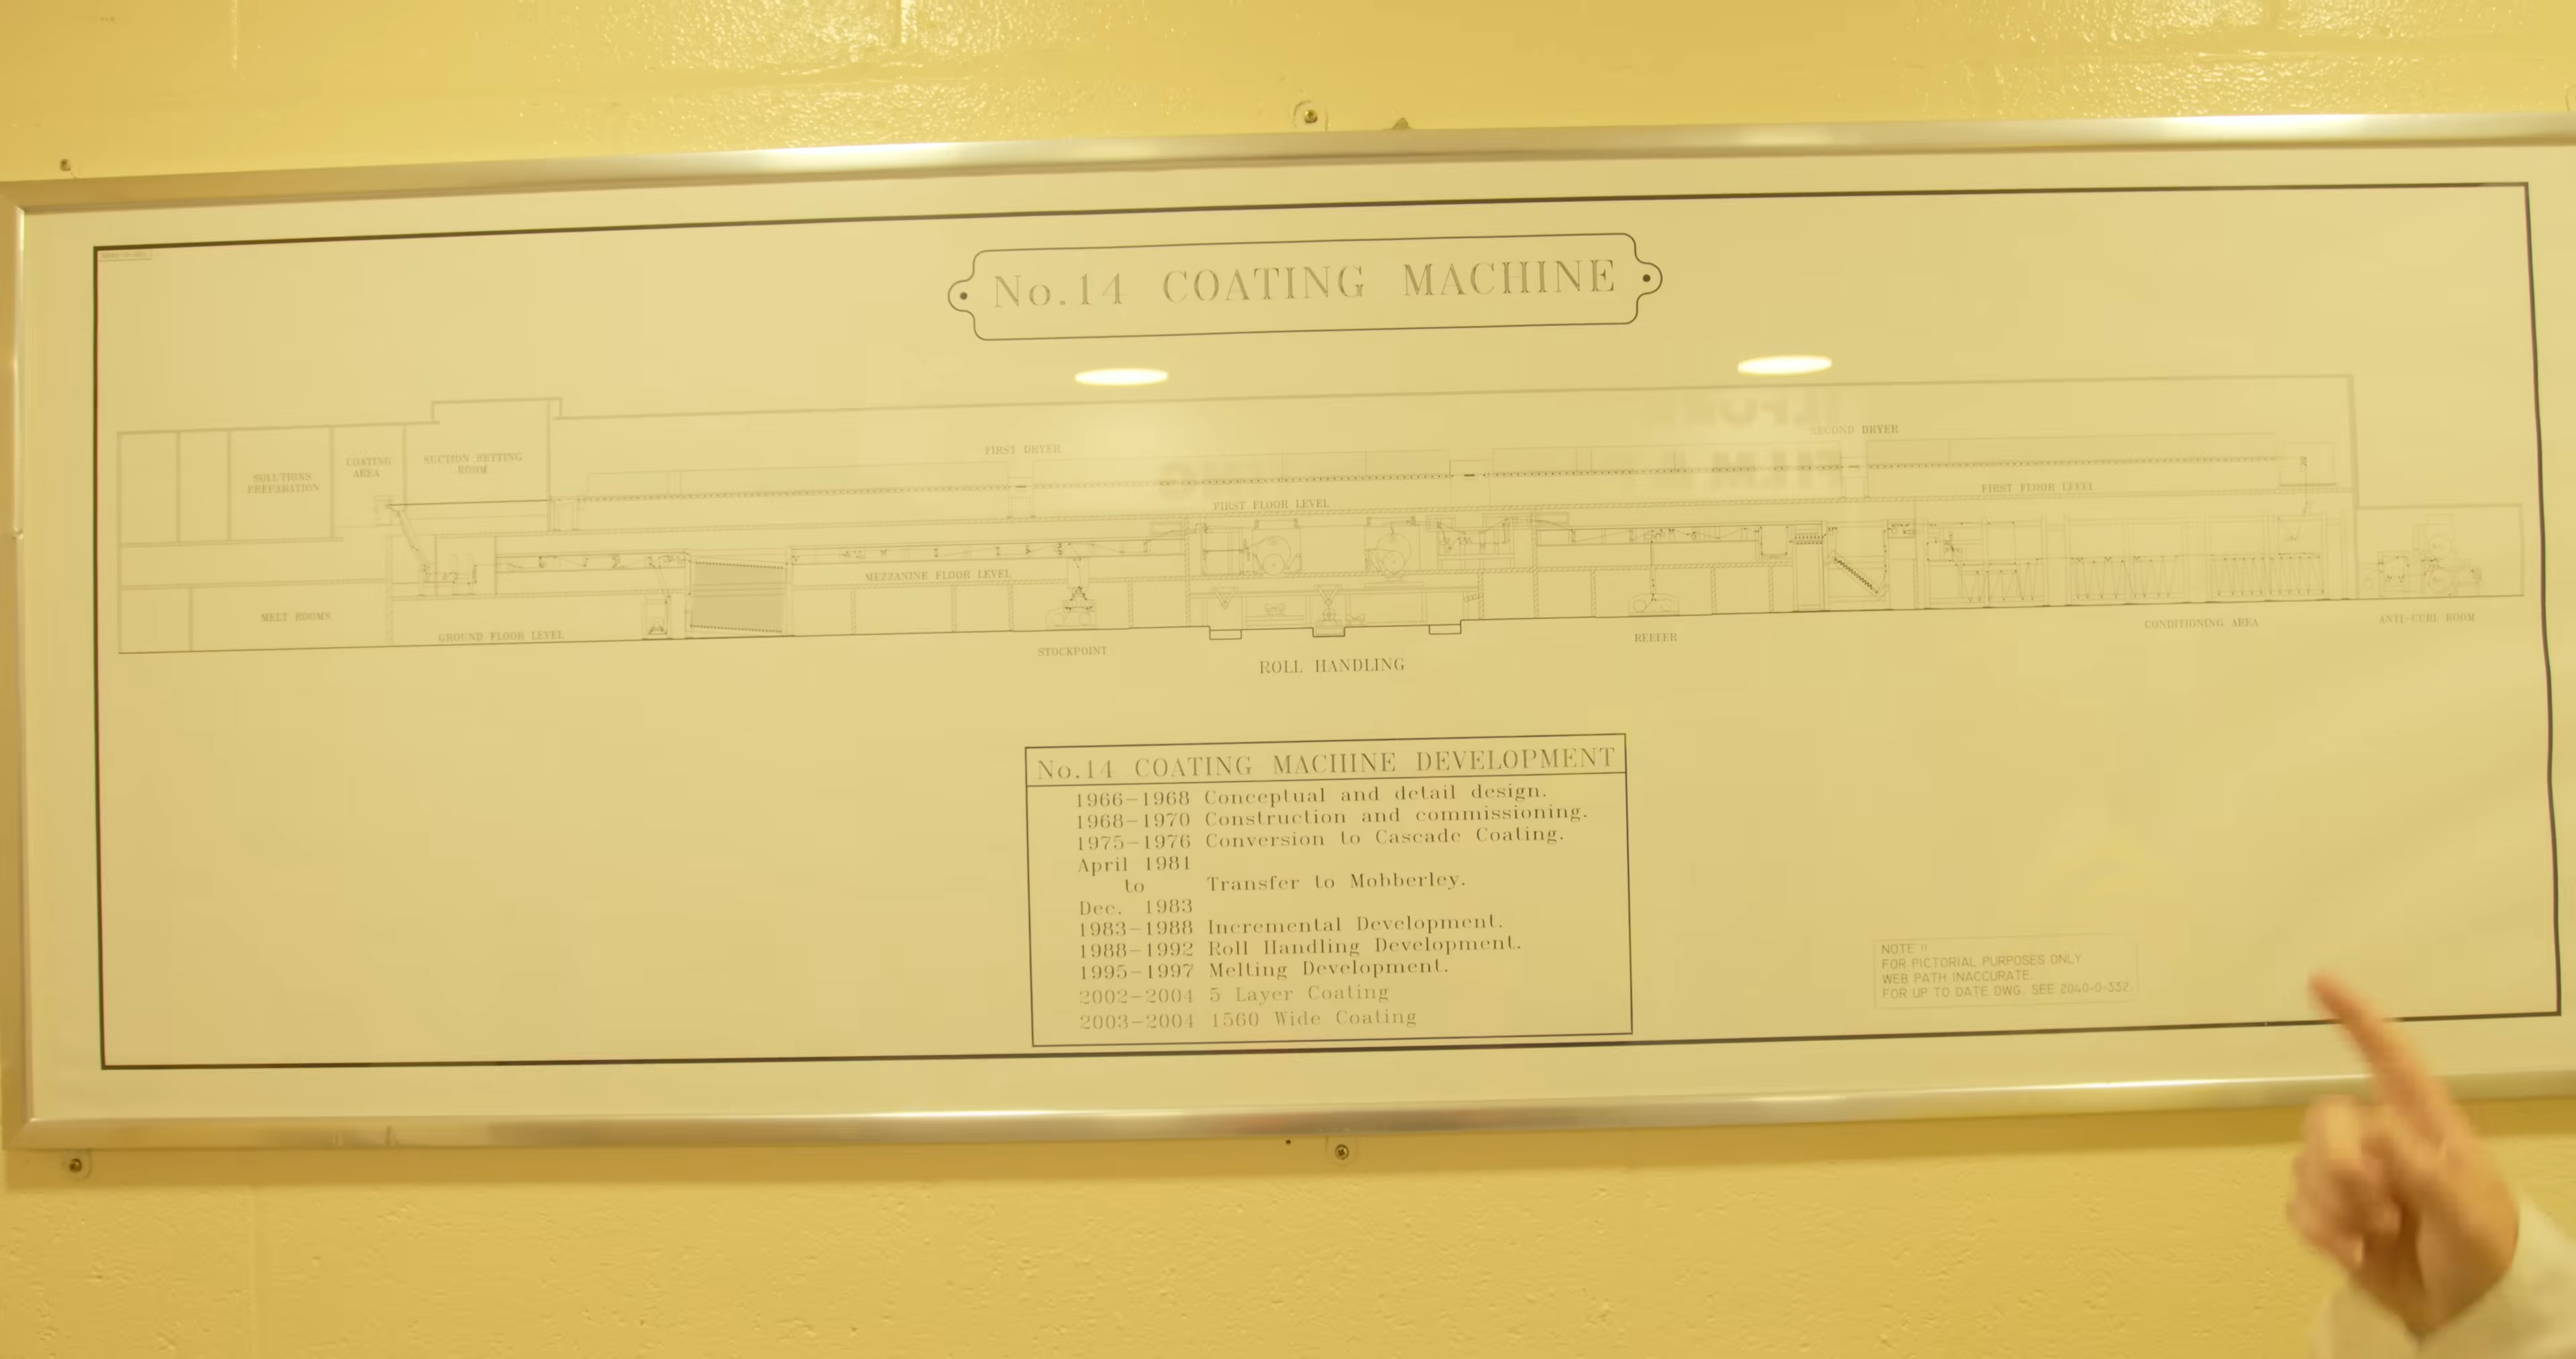 No.14 COATING MACHINE
SOLUTIONS
PREPARATION
COATING
AREA
SUCTION SETTING
ROOM
FIRST DRYER
SECOND DRYER
FIRST FLOOR LEVEL
FIRST FLOOR LEVEL
MEZZANINE FLOOR LEVEL
MELT ROOMS
GROUND FLOOR LEVEL
STOCKPOINT
ROLL HANDLING
REELER
CONDITIONING AREA
ANTI-CURL ROOM
No.14 COATING MACHINE DEVELOPMENT
1966-1968 Conceptual and detail design.
1968-1970 Construction and commissioning.
1975-1976 Conversion to Cascade Coating.
April 1981
to Transfer to Mobberley.
Dec. 1983
1983-1988 Incremental Development.
1988-1992 Roll Handling Development.
1995-1997 Melting Development.
2002-2004 5 Layer Coating
2003-2004 1560 Wide Coating
NOTE
FOR PICTORIAL PURPOSES ONLY
WEB PATH INACCURATE.
FOR UP TO DATE DWG. SEE 2040-0-332.